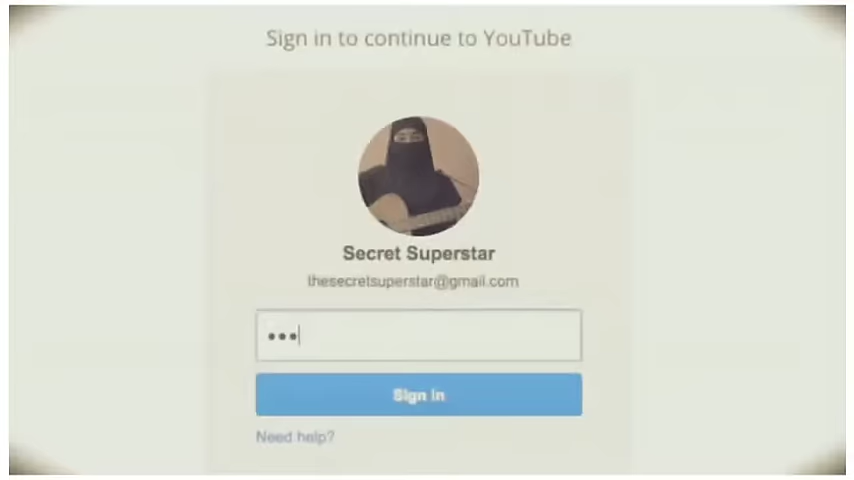 Sign in to continue to YouTube
Secret Superstar
thesecretsuperstar@gmail.com
•••
Sign in
Need help?